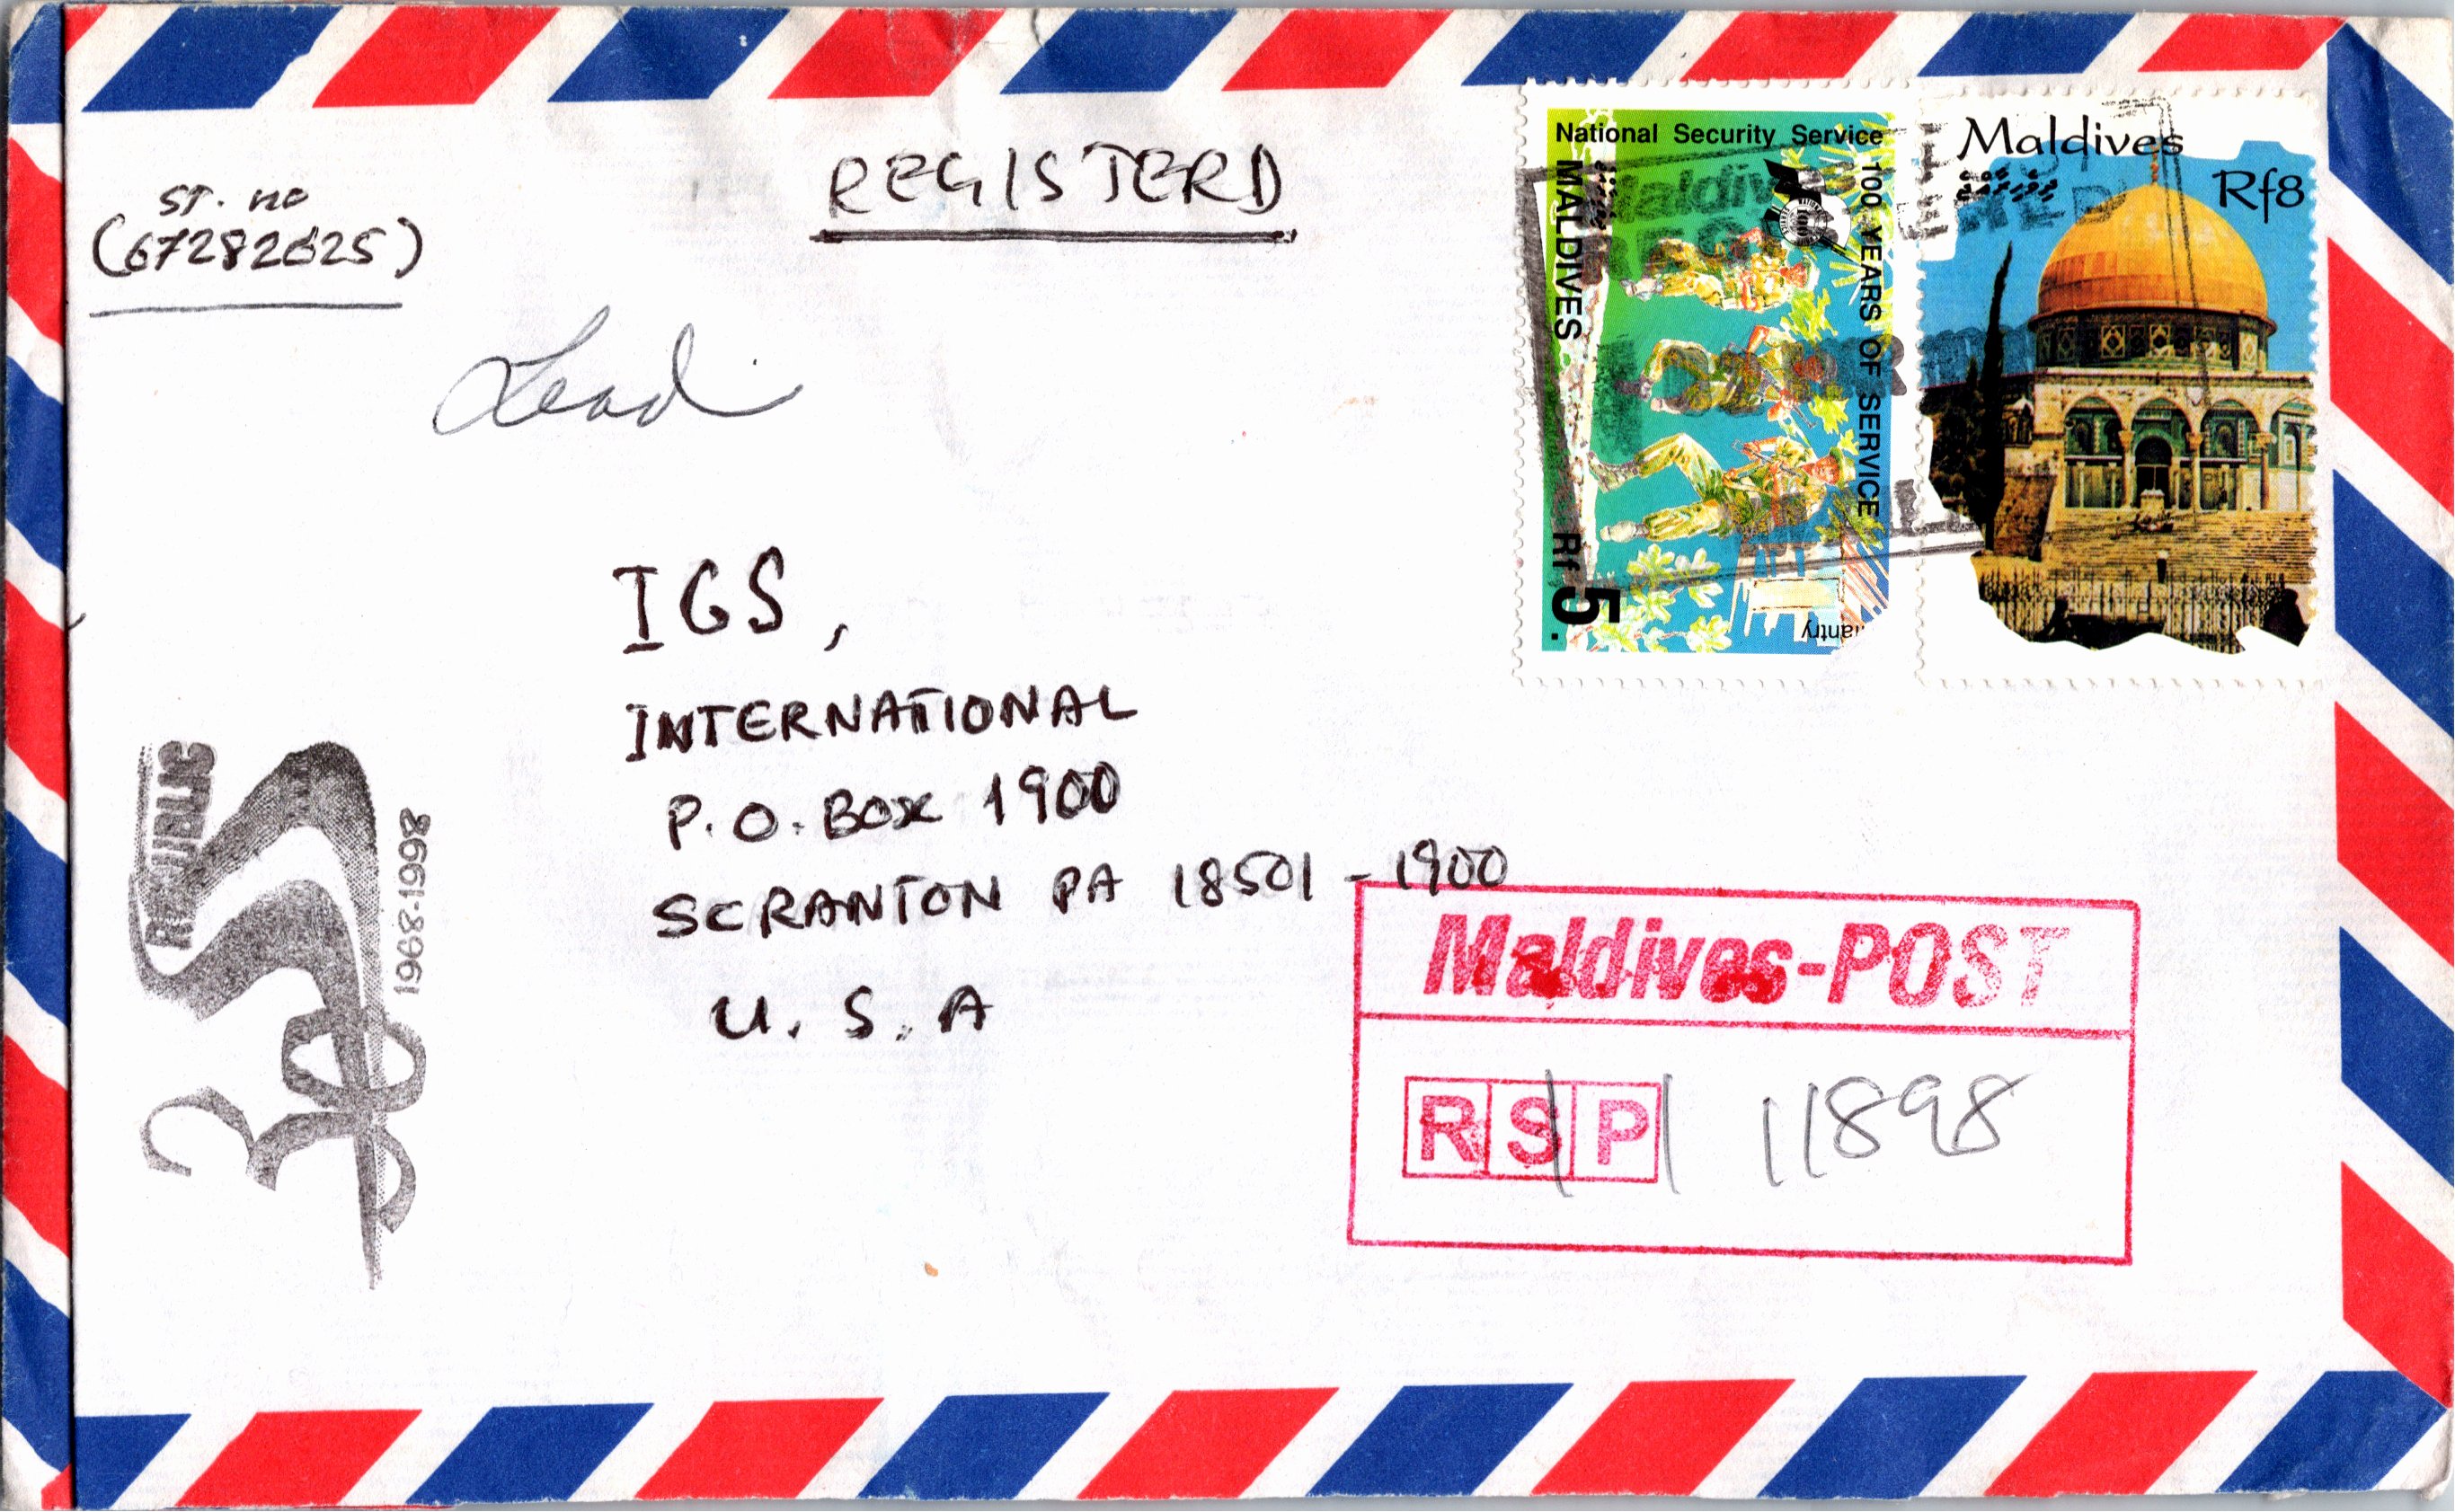 REGISTERD
ST. no
(67282625)
Lead
IGS,
INTERNATIONAL
P.O. BOX 1900
SCRANTON PA 18501-1900
U.S.A
National Security Service
100 YEARS OF SERVICE
MALDIVES
Rf 5.
Maldives
Rf8
REPUBLIC
30
1968-1998
Maldives-POST
RSP 11898